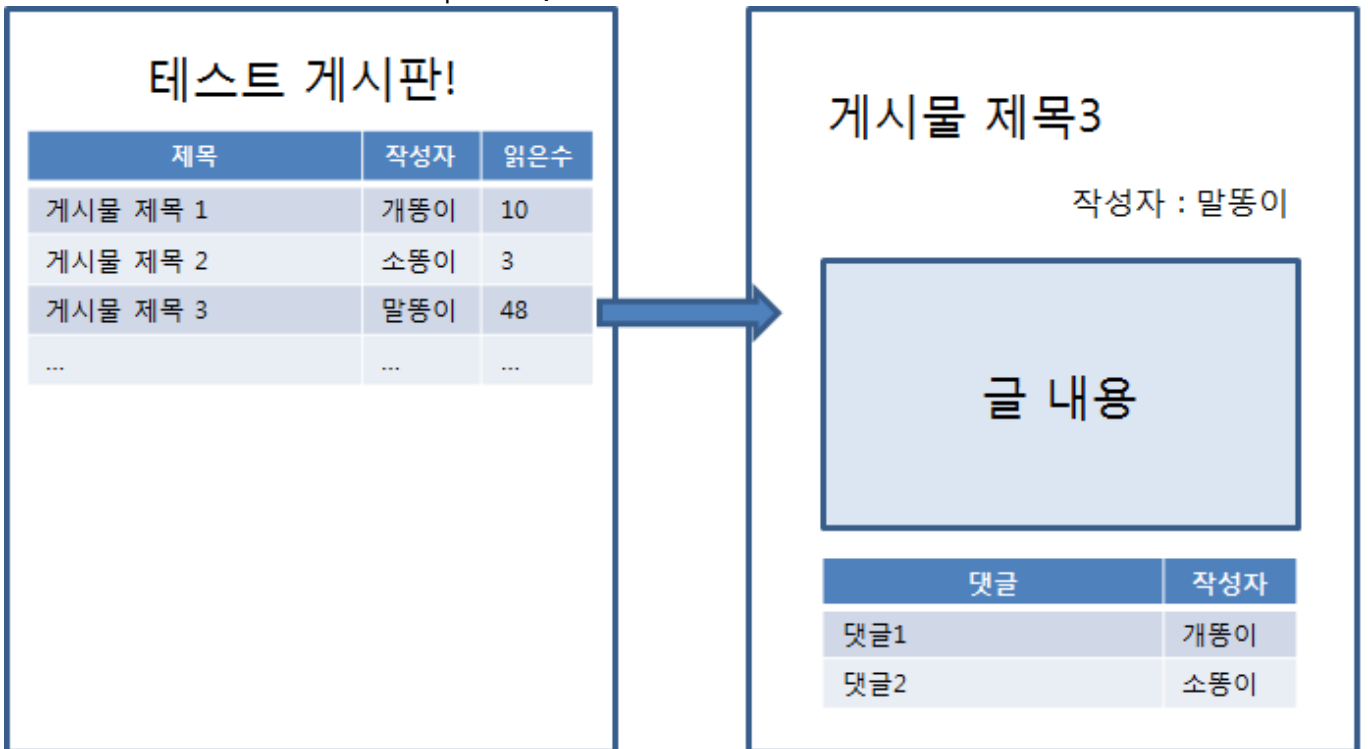 테스트 게시판!
제목 작성자 읽은수
게시물 제목 1 개똥이 10
게시물 제목 2 소똥이 3
게시물 제목 3 말똥이 48
... ... ...
게시물 제목3
작성자 : 말똥이
글 내용
댓글 작성자
댓글1 개똥이
댓글2 소똥이